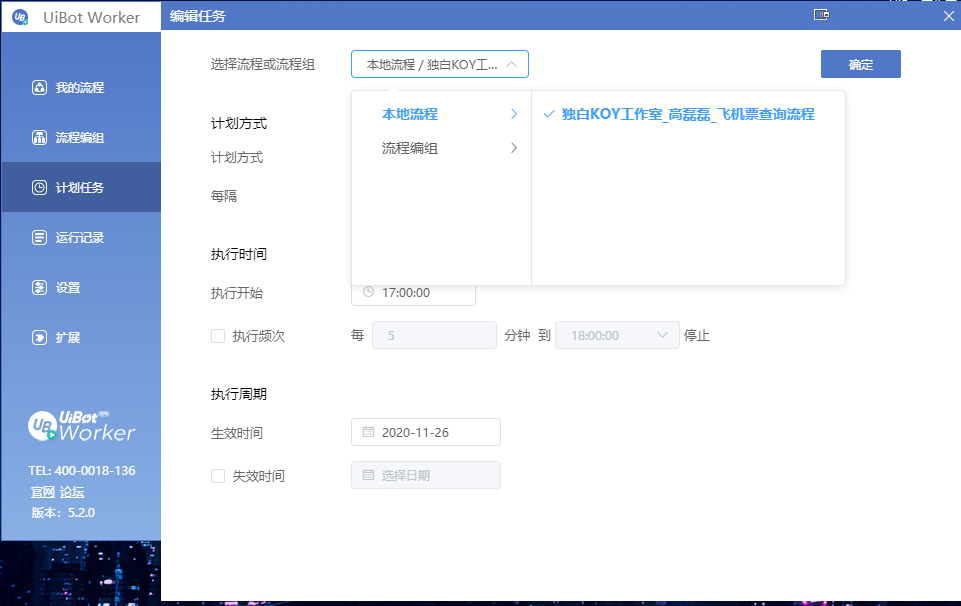 UB UiBot Worker
编辑任务
我的流程
流程编组
计划任务
运行记录
设置
扩展
UB UiBot
Worker
TEL: 400-0018-136
官网 论坛
版本：5.2.0
选择流程或流程组
本地流程 / 独白KOY工...
确定
本地流程
流程编组
独白KOY工作室_高磊磊_飞机票查询流程
计划方式
计划方式
每隔
执行时间
执行开始
17:00:00
执行频次
每 5 分钟 到 18:00:00 停止
执行周期
生效时间
2020-11-26
失效时间
选择日期